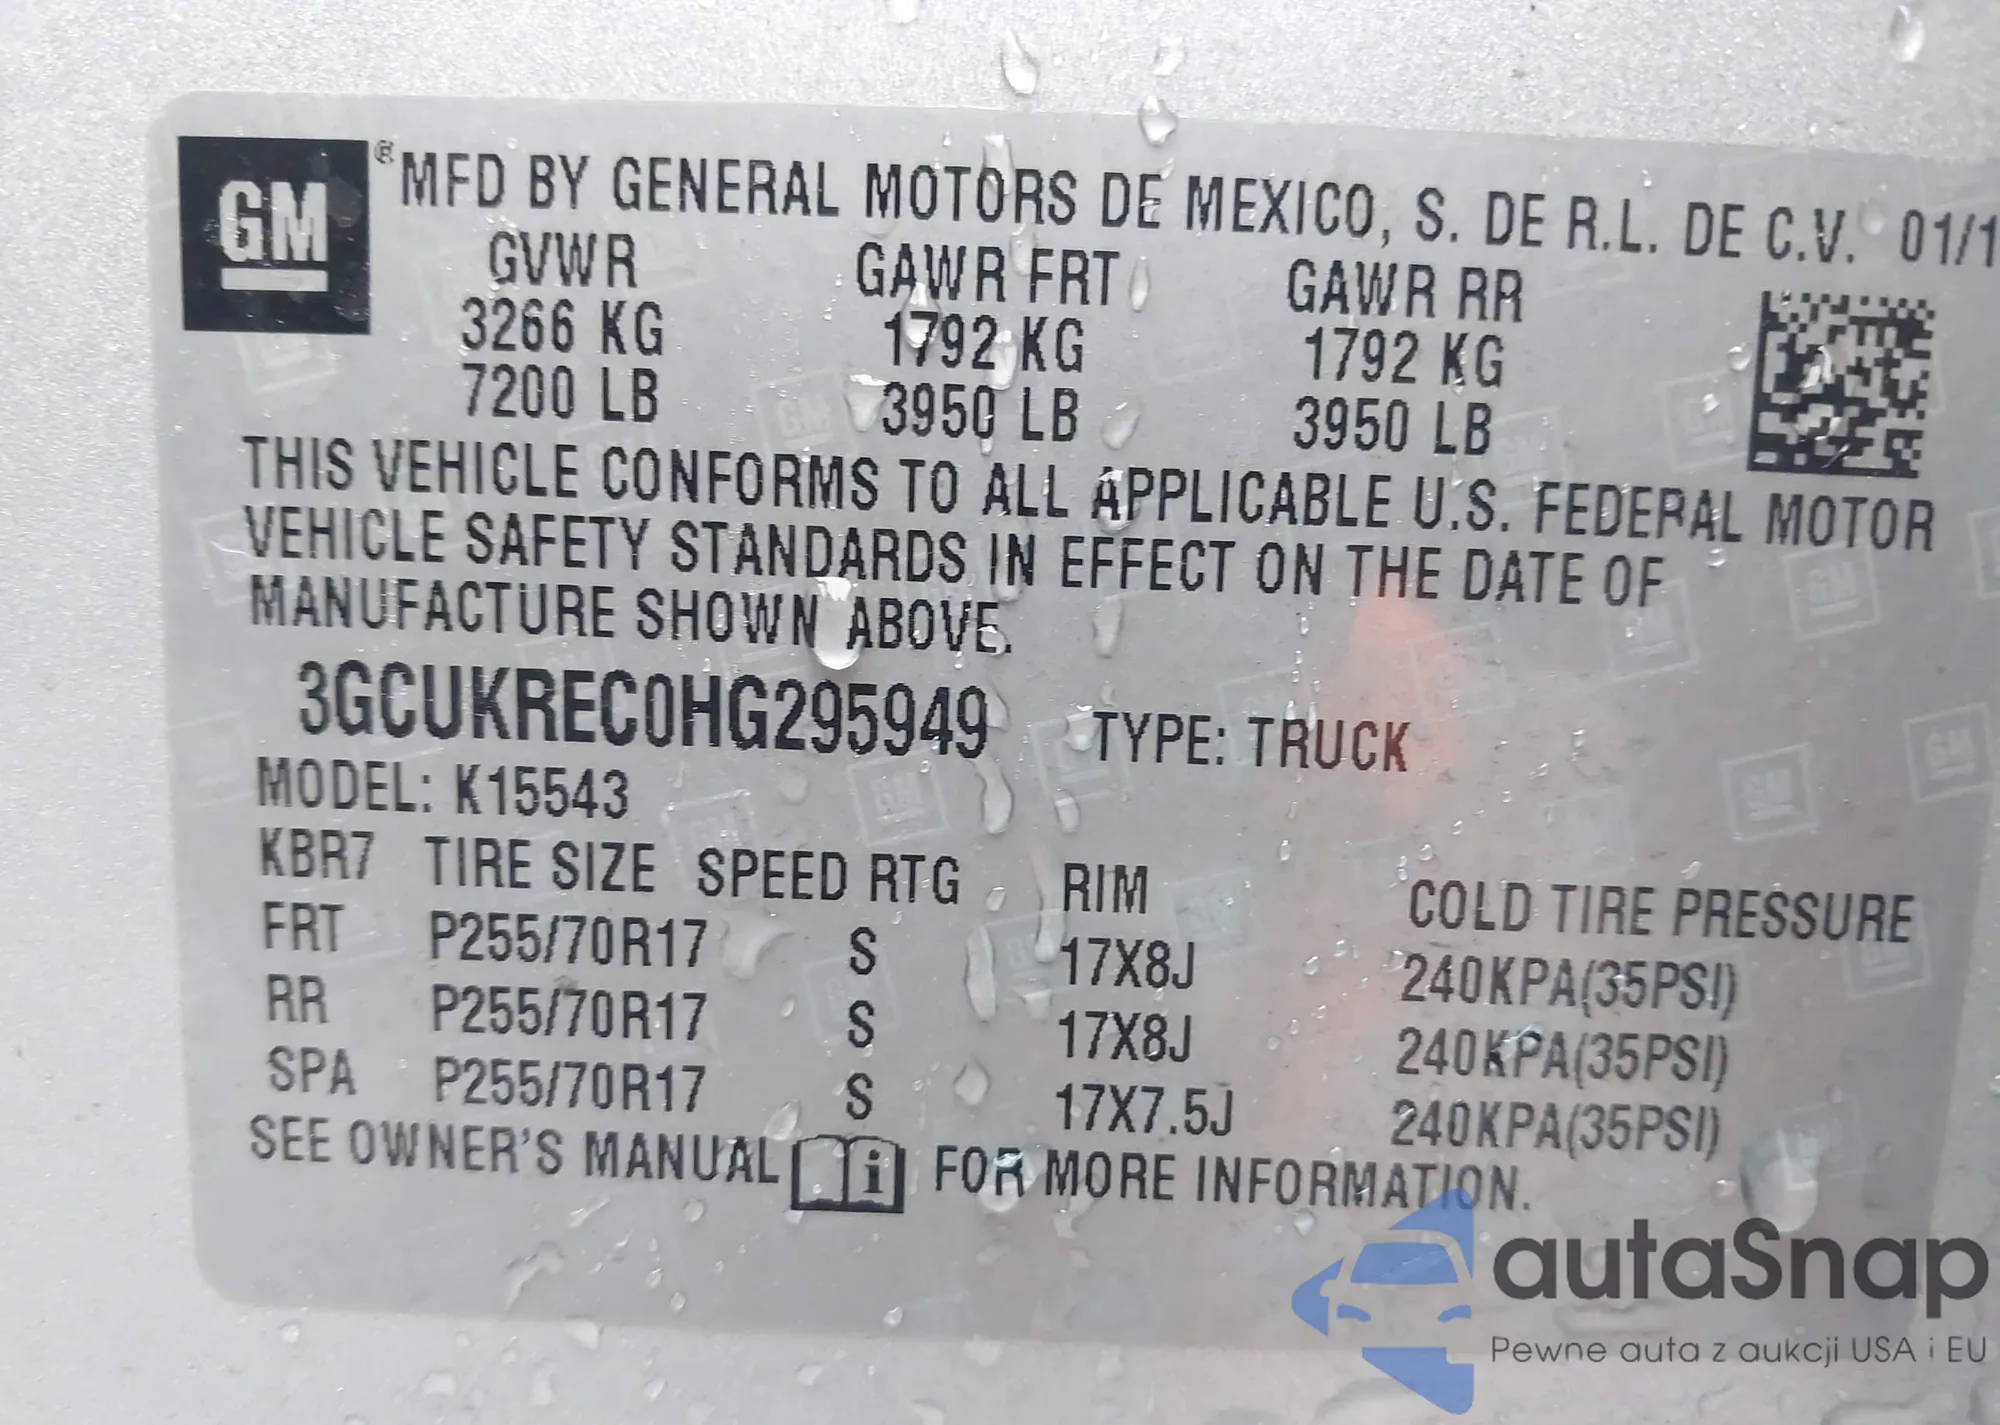 GM ® MFD BY GENERAL MOTORS DE MEXICO, S. DE R.L. DE C.V. 01/1
GVWR GAWR FRT GAWR RR
3266 KG 1792 KG 1792 KG
7200 LB 3950 LB 3950 LB
THIS VEHICLE CONFORMS TO ALL APPLICABLE U.S. FEDERAL MOTOR
VEHICLE SAFETY STANDARDS IN EFFECT ON THE DATE OF
MANUFACTURE SHOWN ABOVE.
3GCUKREC0HG295949 TYPE: TRUCK
MODEL: K15543
KBR7 TIRE SIZE SPEED RTG RIM COLD TIRE PRESSURE
FRT P255/70R17 S 17X8J 240KPA(35PSI)
RR P255/70R17 S 17X8J 240KPA(35PSI)
SPA P255/70R17 S 17X7.5J 240KPA(35PSI)
SEE OWNER'S MANUAL i FOR MORE INFORMATION.
autaSnap
Pewne auta z aukcji USA i EU